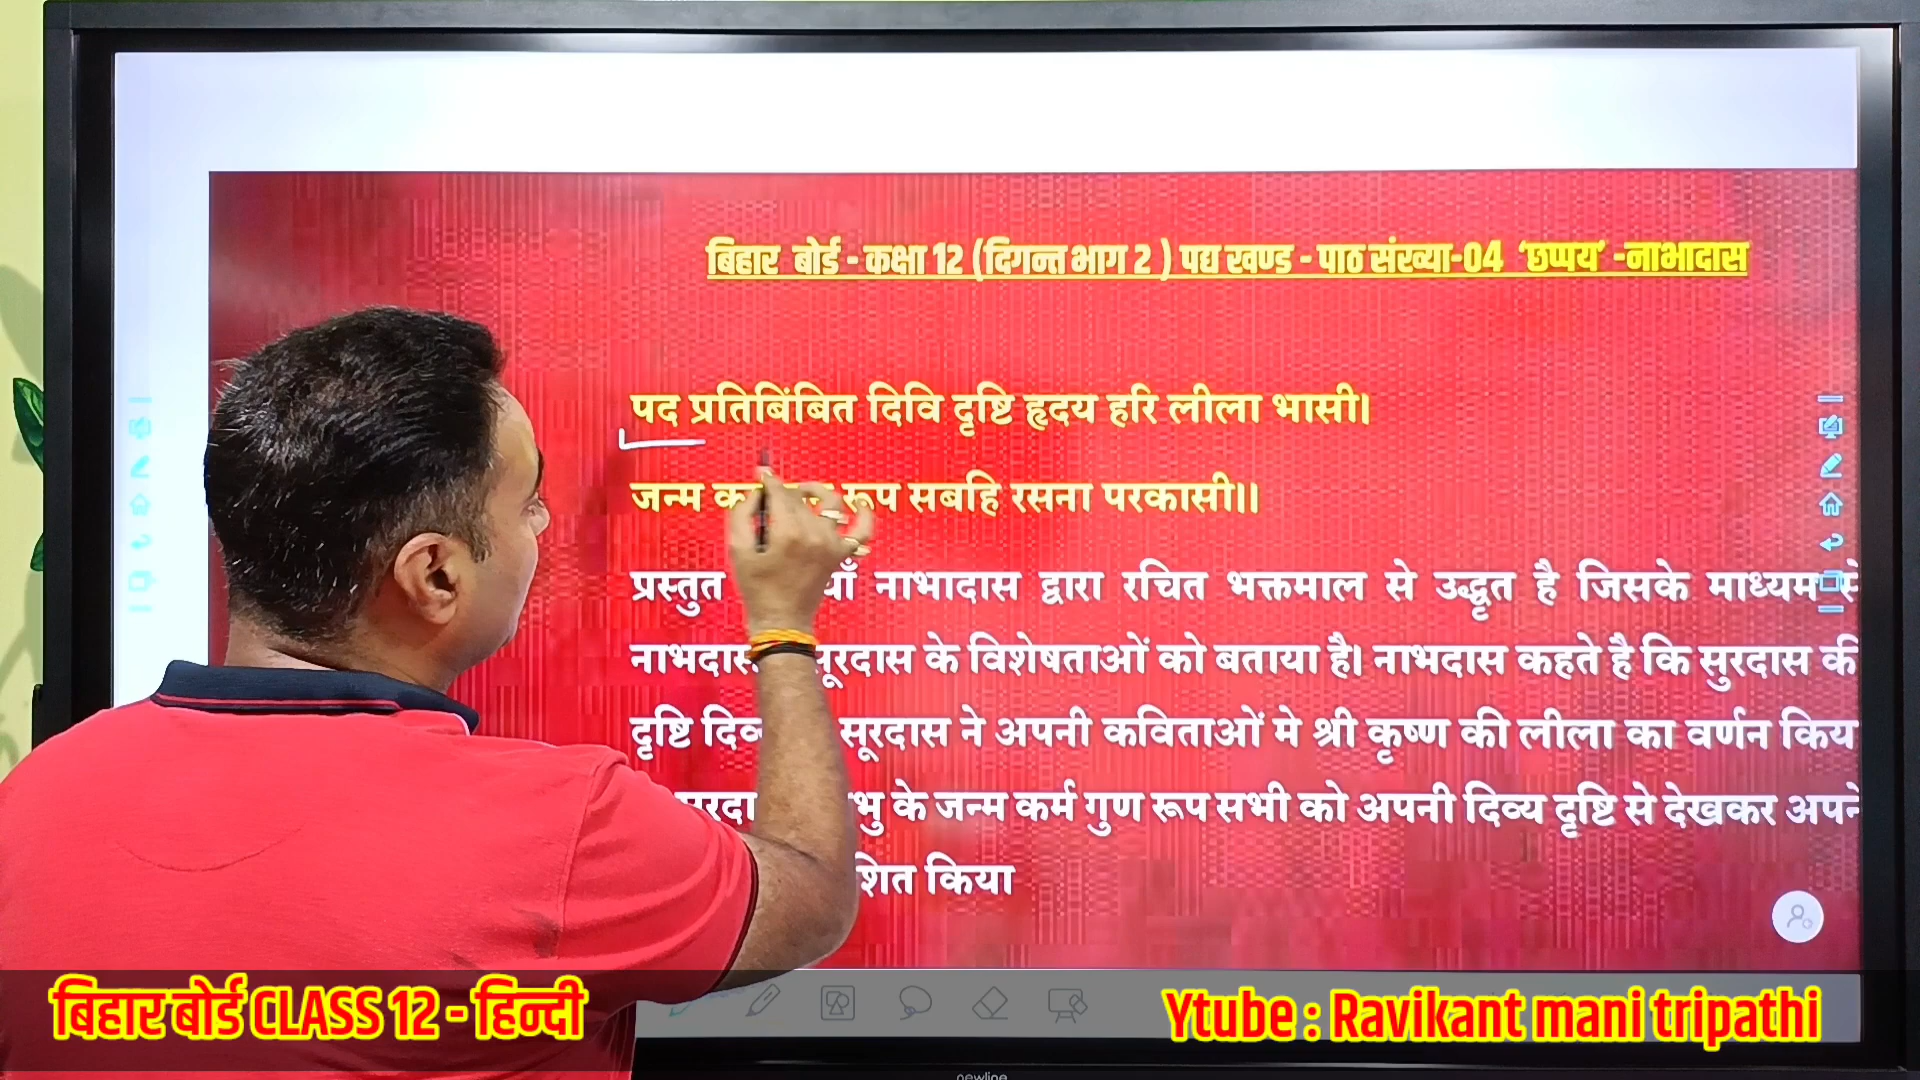 बिहार बोर्ड - कक्षा 12 (दिगन्त भाग 2 ) पद्य खण्ड - पाठ संख्या-04 ‘छप्पय’ -नाभादास
पद प्रतिबिंबित दिवि दृष्टि हृदय हरि लीला भासी।
जन्म रूप सबहि रसना परकासी।।
प्रस्तुत नाभादास द्वारा रचित भक्तमाल से उद्धृत है जिसके माध्यम से
नाभदास सूरदास के विशेषताओं को बताया है। नाभदास कहते है कि सुरदास की
दृष्टि सूरदास ने अपनी कविताओं मे श्री कृष्ण की लीला का वर्णन किय
के जन्म कर्म गुण रूप सभी को अपनी दिव्य दृष्टि से देखकर अपने
किया
बिहार बोर्ड CLASS 12 - हिन्दी
Ytube : Ravikant mani tripathi
newline